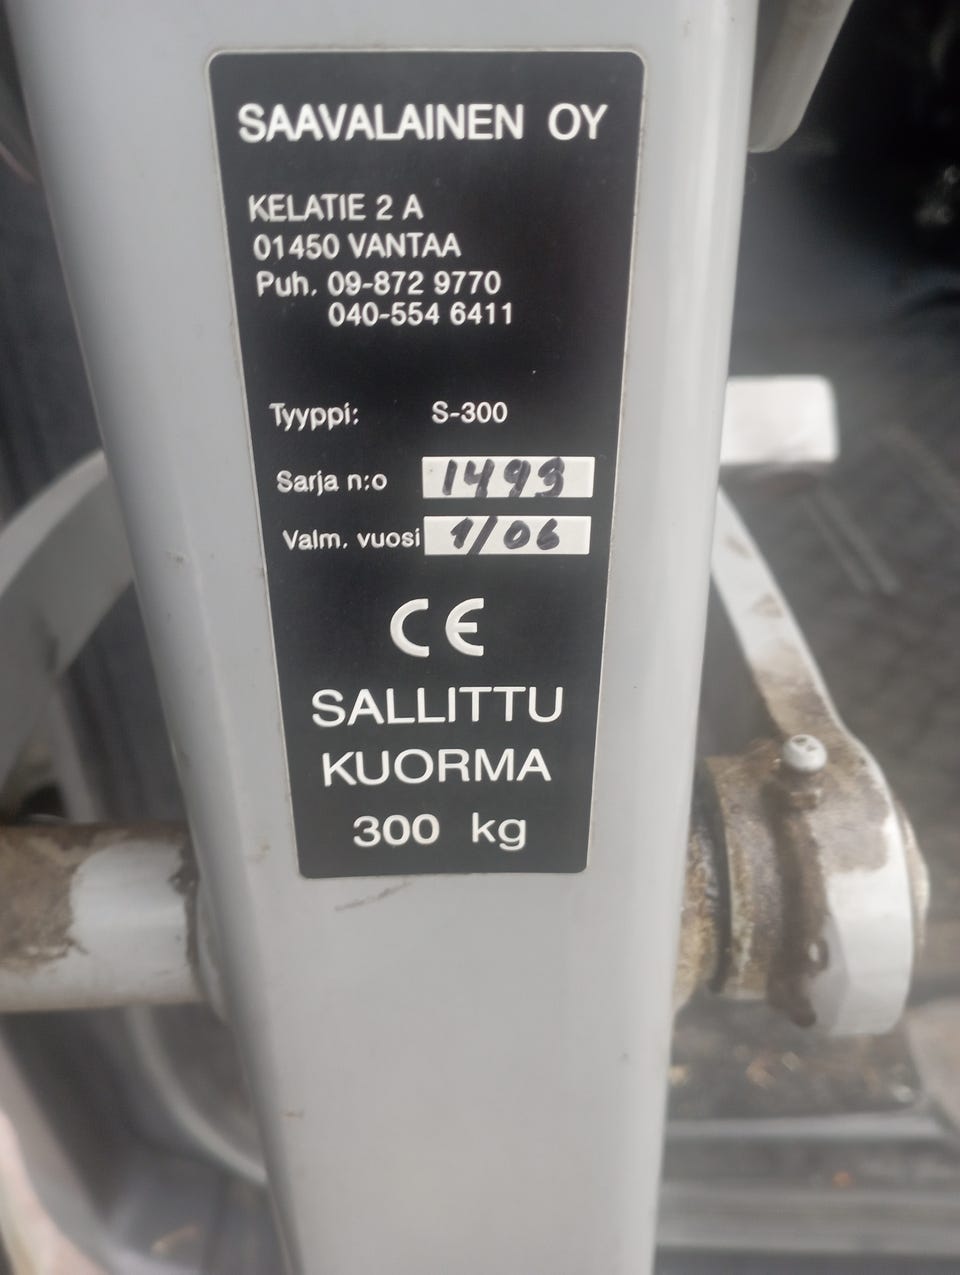 SAAVALAINEN OY
KELATIE 2 A
01450 VANTAA
Puh. 09-872 9770
040-554 6411
Tyyppi: S-300
Sarja n:o 1493
Valm. vuosi 1/06
CE
SALLITTU
KUORMA
300 kg